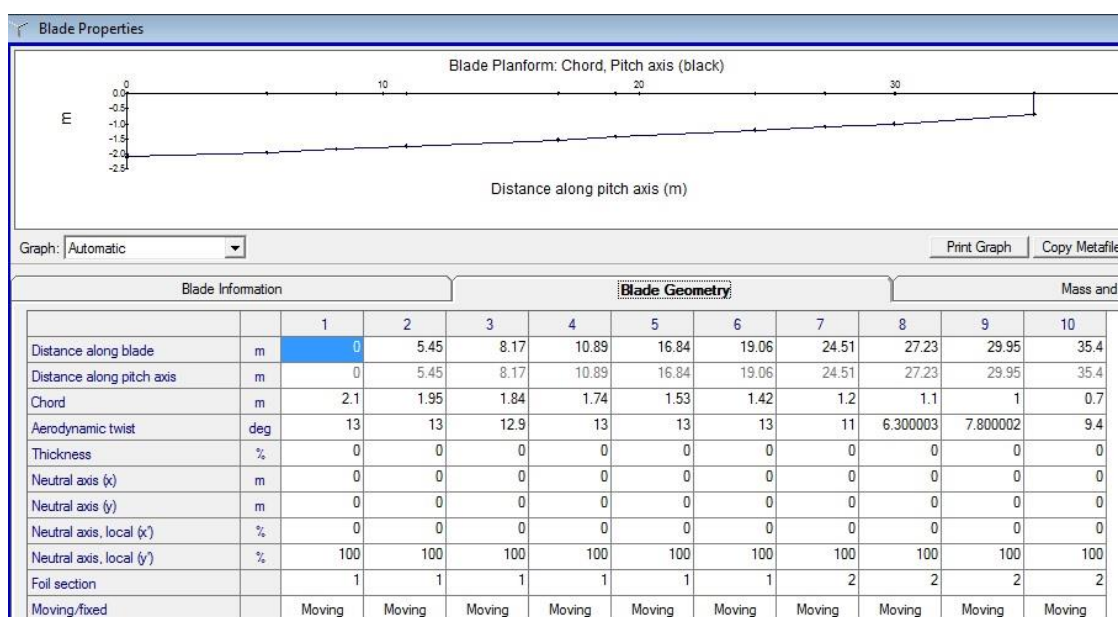 Blade Properties
Blade Planform: Chord, Pitch axis (black)
0 10 20 30
0.0
-0.5
-1.0
-1.5
-2.0
-2.5
m
Distance along pitch axis (m)
Graph: Automatic Print Graph Copy Metafile
Blade Information Blade Geometry Mass and
1 2 3 4 5 6 7 8 9 10
Distance along blade m 0 5.45 8.17 10.89 16.84 19.06 24.51 27.23 29.95 35.4
Distance along pitch axis m 0 5.45 8.17 10.89 16.84 19.06 24.51 27.23 29.95 35.4
Chord m 2.1 1.95 1.84 1.74 1.53 1.42 1.2 1.1 1 0.7
Aerodynamic twist deg 13 13 12.9 13 13 13 11 6.300003 7.800002 9.4
Thickness % 0 0 0 0 0 0 0 0 0 0
Neutral axis (x) m 0 0 0 0 0 0 0 0 0 0
Neutral axis (y) m 0 0 0 0 0 0 0 0 0 0
Neutral axis, local (x') % 0 0 0 0 0 0 0 0 0 0
Neutral axis, local (y') % 100 100 100 100 100 100 100 100 100 100
Foil section 1 1 1 1 1 1 2 2 2 2
Moving/fixed Moving Moving Moving Moving Moving Moving Moving Moving Moving Moving